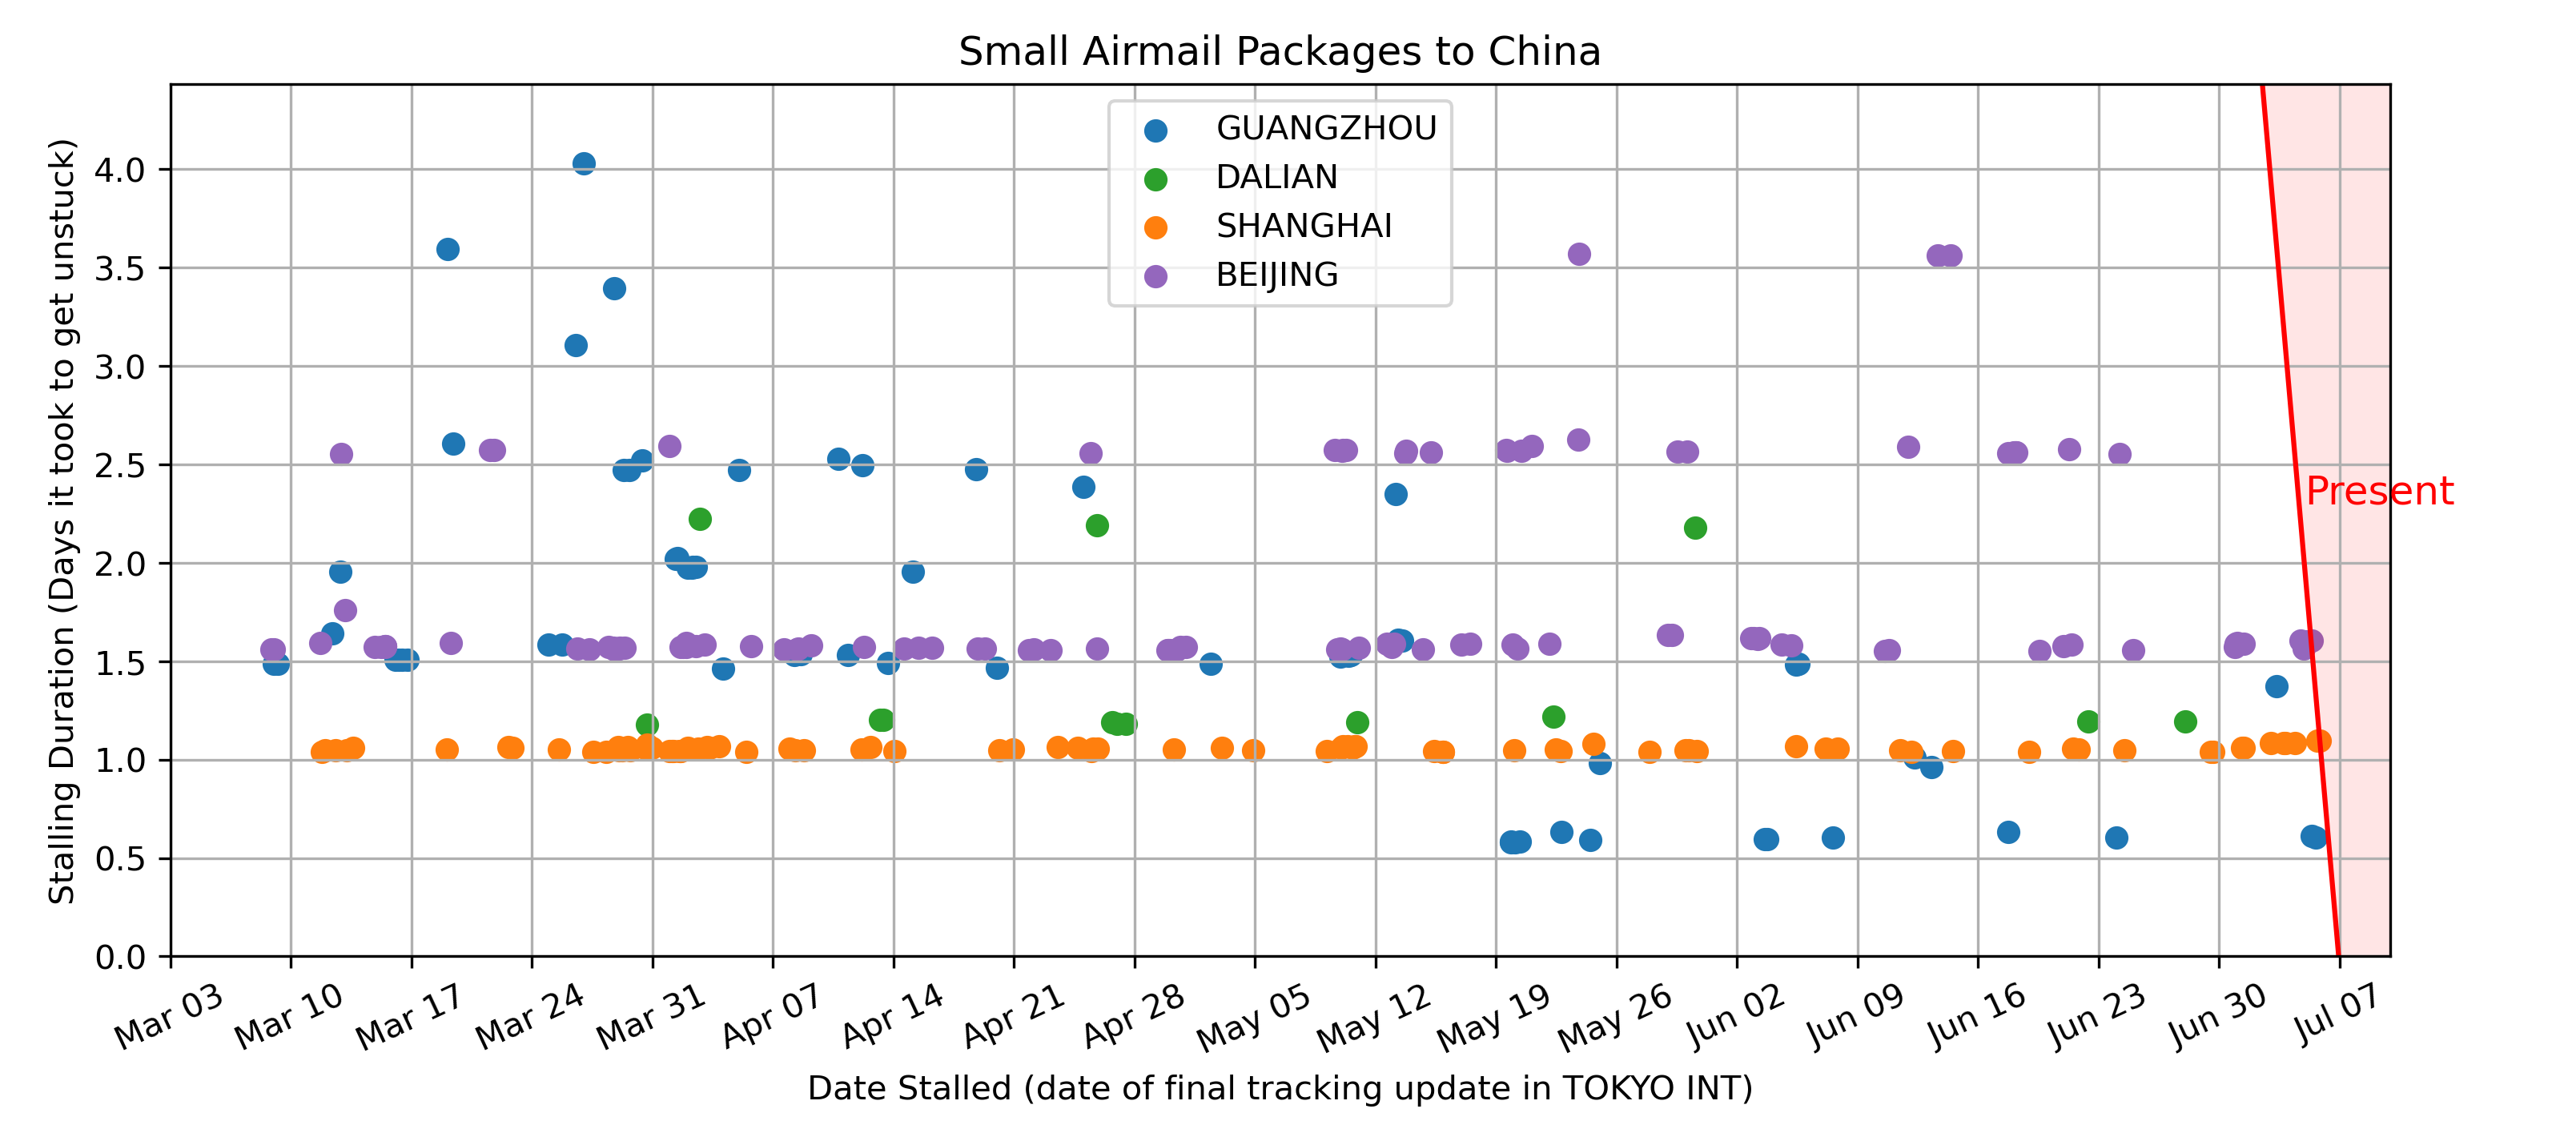 Small Airmail Packages to China
GUANGZHOU
DALIAN
SHANGHAI
BEIJING
Stalling Duration (Days it took to get unstuck)
4.0
3.5
3.0
2.5
2.0
1.5
1.0
0.5
0.0
Present
Mar 03 Mar 10 Mar 17 Mar 24 Mar 31 Apr 07 Apr 14 Apr 21 Apr 28 May 05 May 12 May 19 May 26 Jun 02 Jun 09 Jun 16 Jun 23 Jun 30 Jul 07
Date Stalled (date of final tracking update in TOKYO INT)